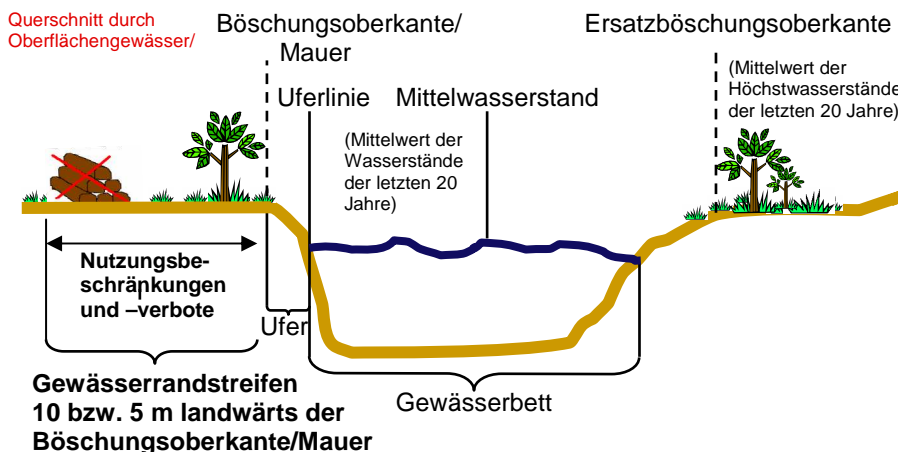 Querschnitt durch
Oberflächengewässer/
Böschungsoberkante/
Mauer
Ersatzböschungsoberkante
(Mittelwert der
Höchstwasserstände
der letzten 20 Jahre)
Uferlinie
Mittelwasserstand
(Mittelwert der
Wasserstände
der letzten 20
Jahre)
Nutzungsbe-
schränkungen
und –verbote
Ufer
Gewässerrandstreifen
10 bzw. 5 m landwärts der
Böschungsoberkante/Mauer
Gewässerbett